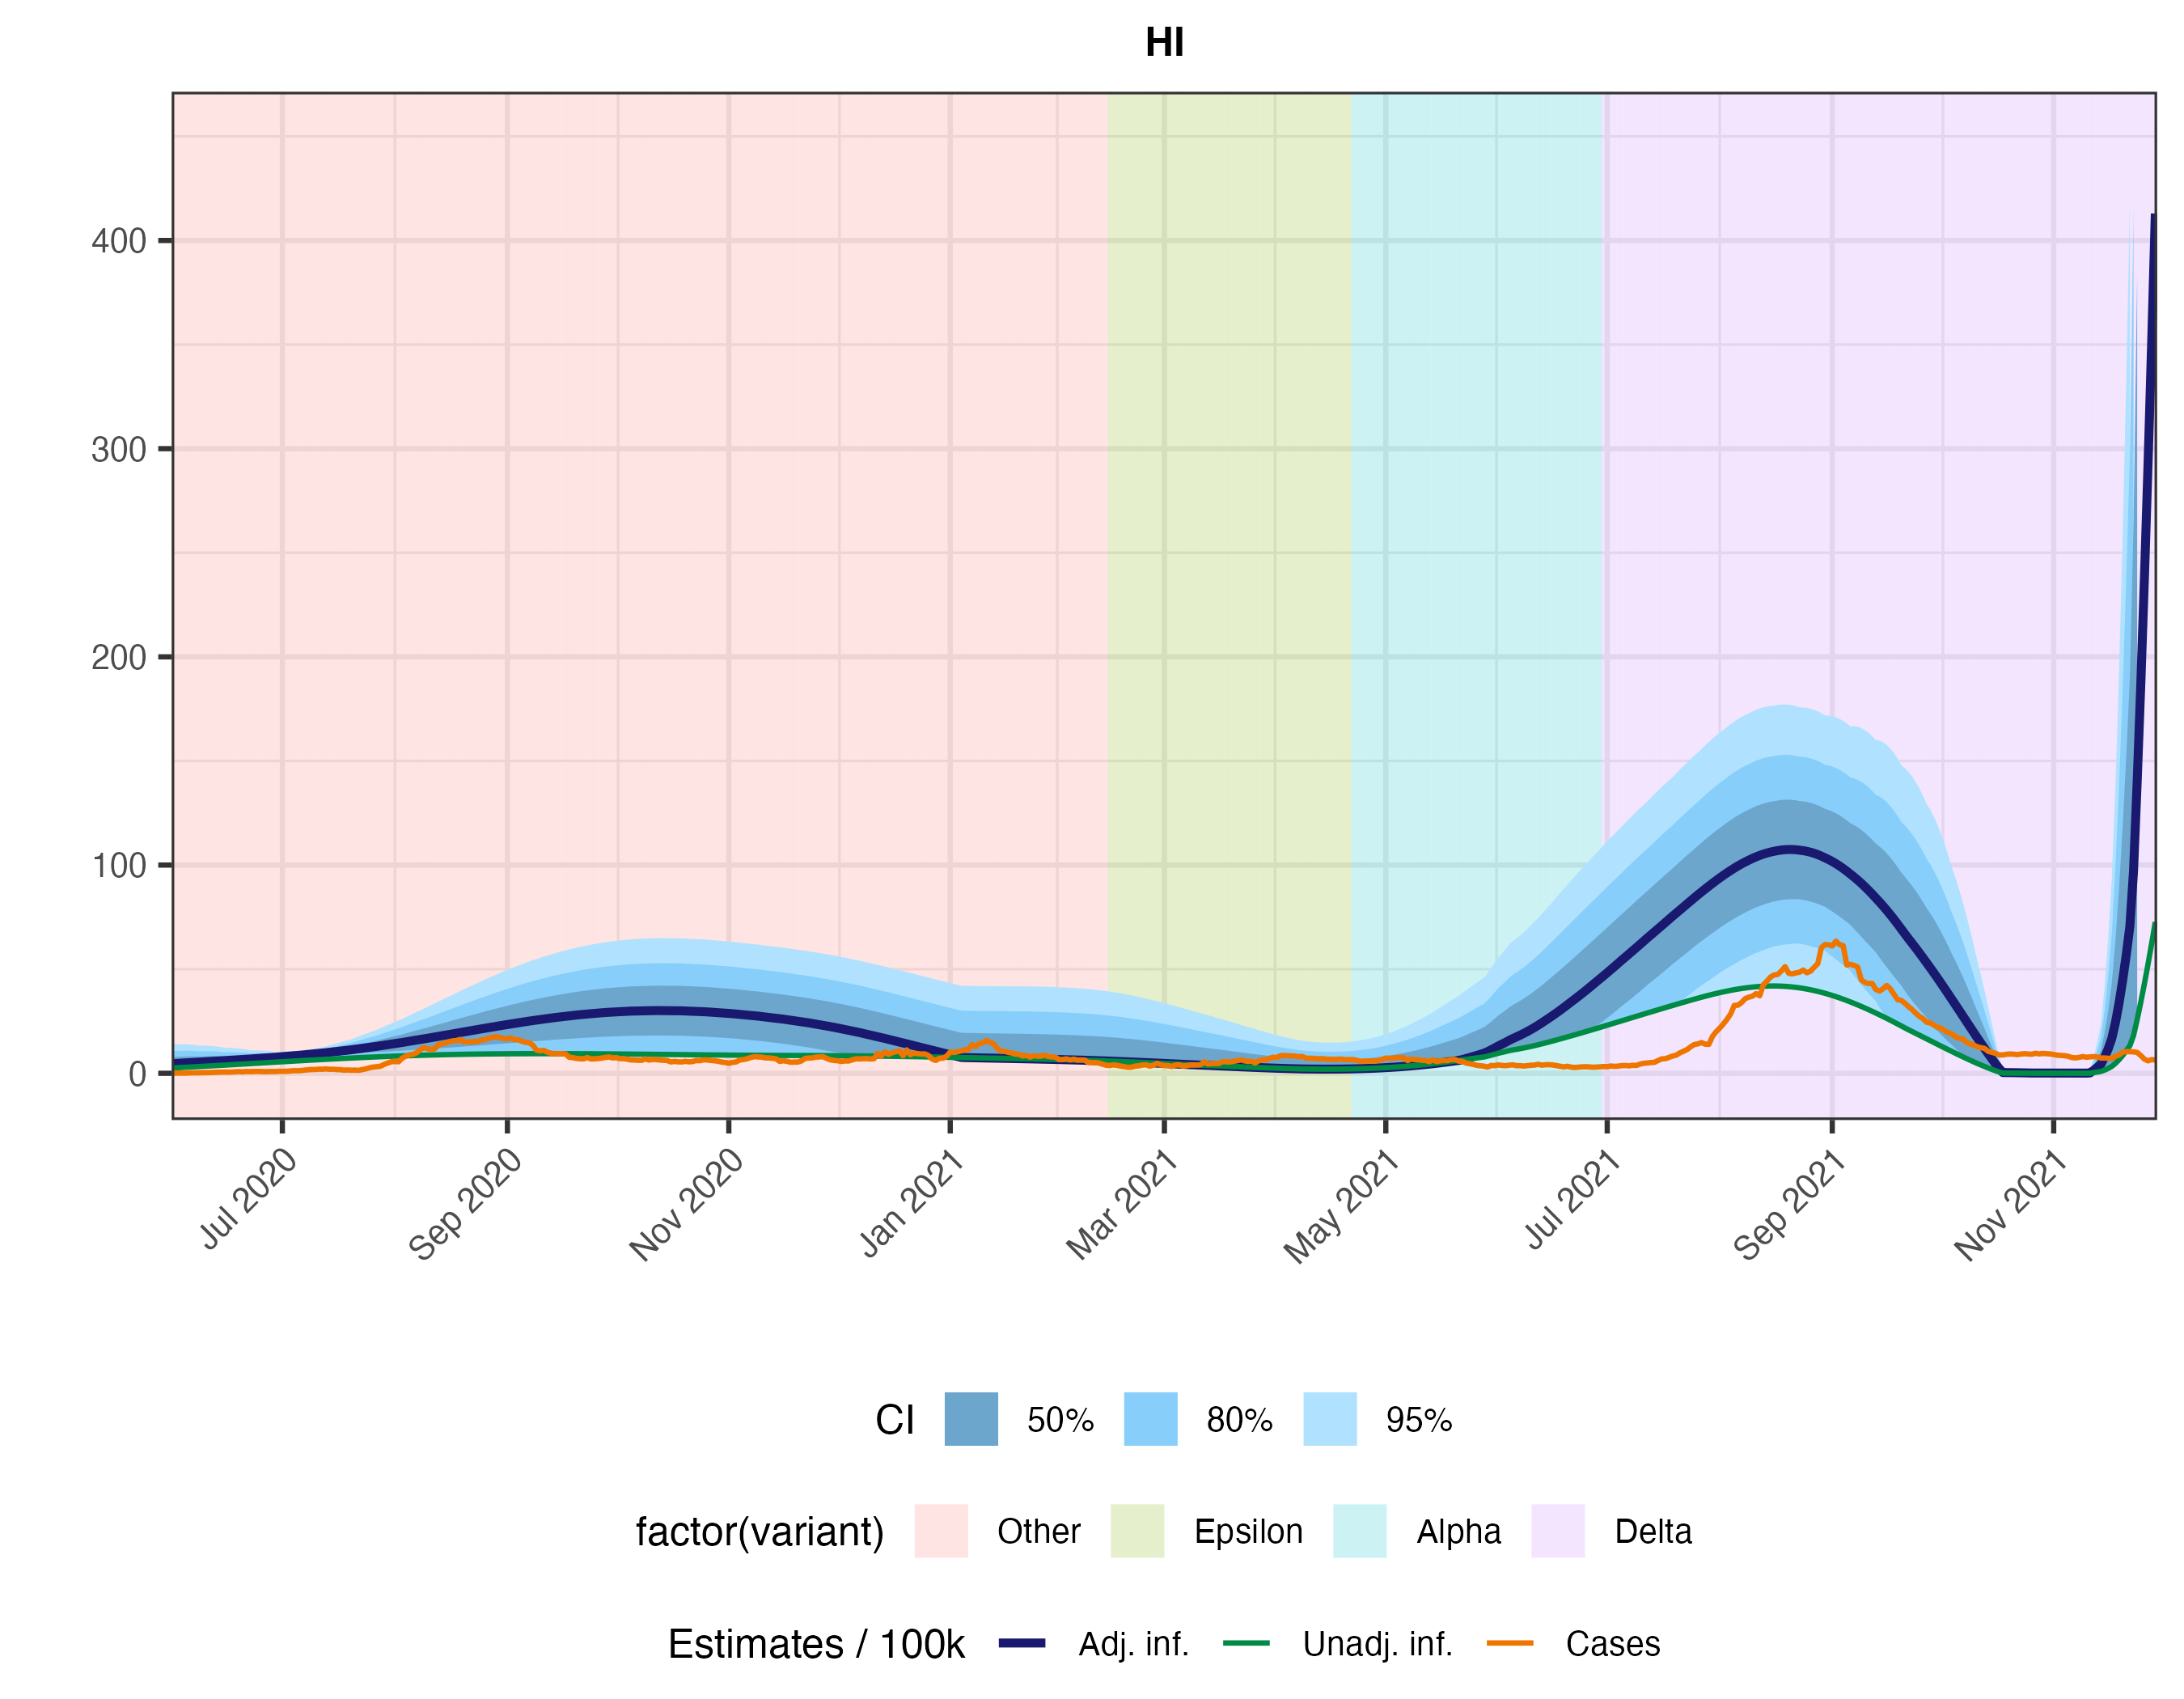 HI
400
300
200
100
0
Jul 2020
Sep 2020
Nov 2020
Jan 2021
Mar 2021
May 2021
Jul 2021
Sep 2021
Nov 2021
CI 50% 80% 95%
factor(variant) Other Epsilon Alpha Delta
Estimates / 100k Adj. inf. Unadj. inf. Cases